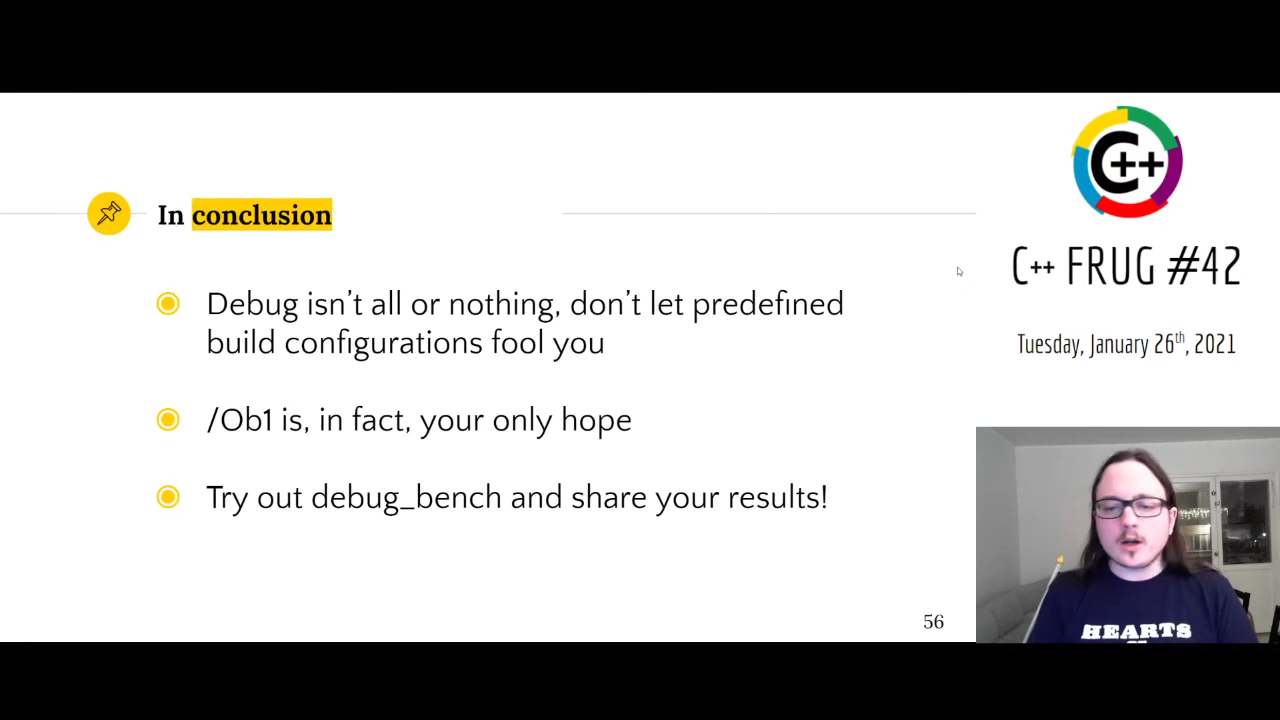 In conclusion
Debug isn’t all or nothing, don’t let predefined
build configurations fool you
/Ob1 is, in fact, your only hope
Try out debug_bench and share your results!
56
C++
C++ FRUG #42
Tuesday, January 26th, 2021
HEARTS